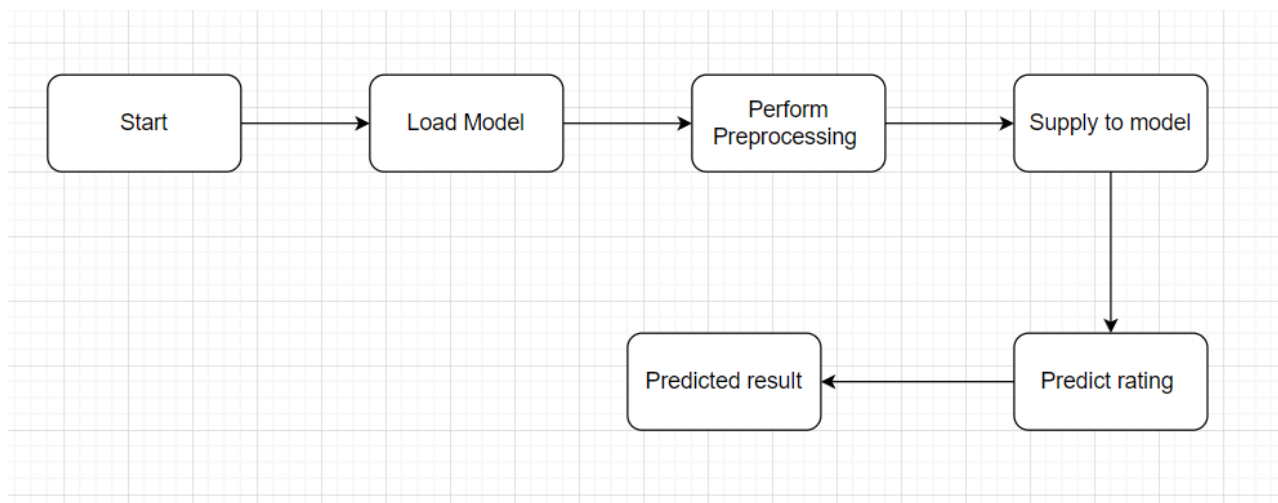 Start
Load Model
Perform
Preprocessing
Supply to model
Predicted result
Predict rating